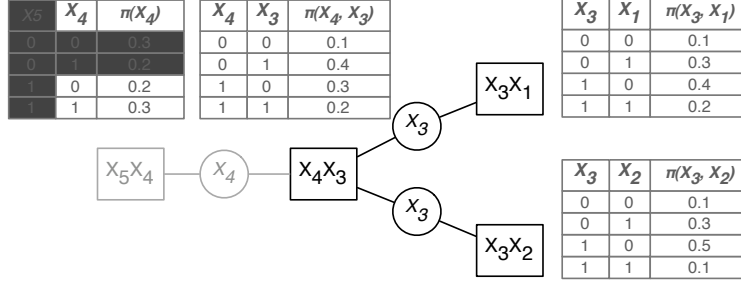 X5 X4 π(X4)
0 0 0.3
0 1 0.2
1 0 0.2
1 1 0.3
X4 X3 π(X4, X3)
0 0 0.1
0 1 0.4
1 0 0.3
1 1 0.2
X3 X1 π(X3, X1)
0 0 0.1
0 1 0.3
1 0 0.4
1 1 0.2
X3X1
X3
X5X4
X4
X4X3
X3
X3X2
X3 X2 π(X3, X2)
0 0 0.1
0 1 0.3
1 0 0.5
1 1 0.1